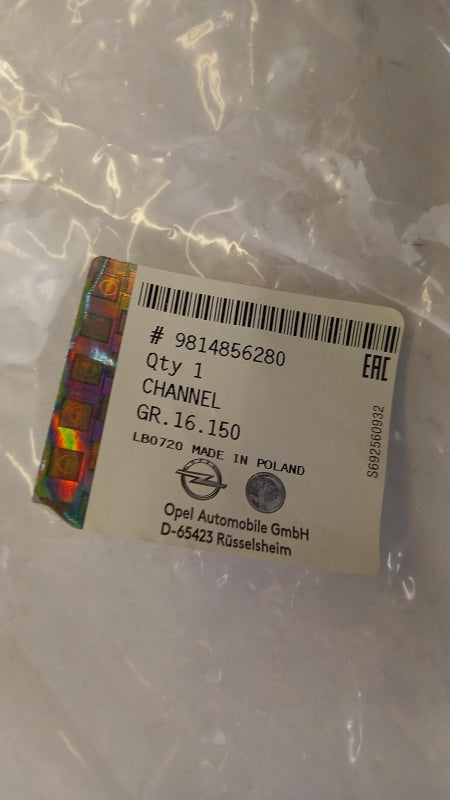 # 9814856280
Qty 1
EAC
CHANNEL
GR.16.150
S692560932
LB0720 MADE IN POLAND
Opel Automobile GmbH
D-65423 Rüsselsheim